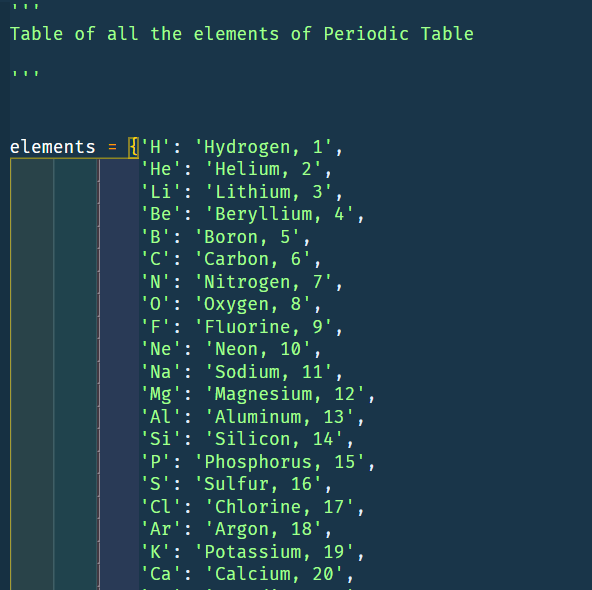 '''
Table of all the elements of Periodic Table
'''
elements = {'H': 'Hydrogen, 1',
'He': 'Helium, 2',
'Li': 'Lithium, 3',
'Be': 'Beryllium, 4',
'B': 'Boron, 5',
'C': 'Carbon, 6',
'N': 'Nitrogen, 7',
'O': 'Oxygen, 8',
'F': 'Fluorine, 9',
'Ne': 'Neon, 10',
'Na': 'Sodium, 11',
'Mg': 'Magnesium, 12',
'Al': 'Aluminum, 13',
'Si': 'Silicon, 14',
'P': 'Phosphorus, 15',
'S': 'Sulfur, 16',
'Cl': 'Chlorine, 17',
'Ar': 'Argon, 18',
'K': 'Potassium, 19',
'Ca': 'Calcium, 20',